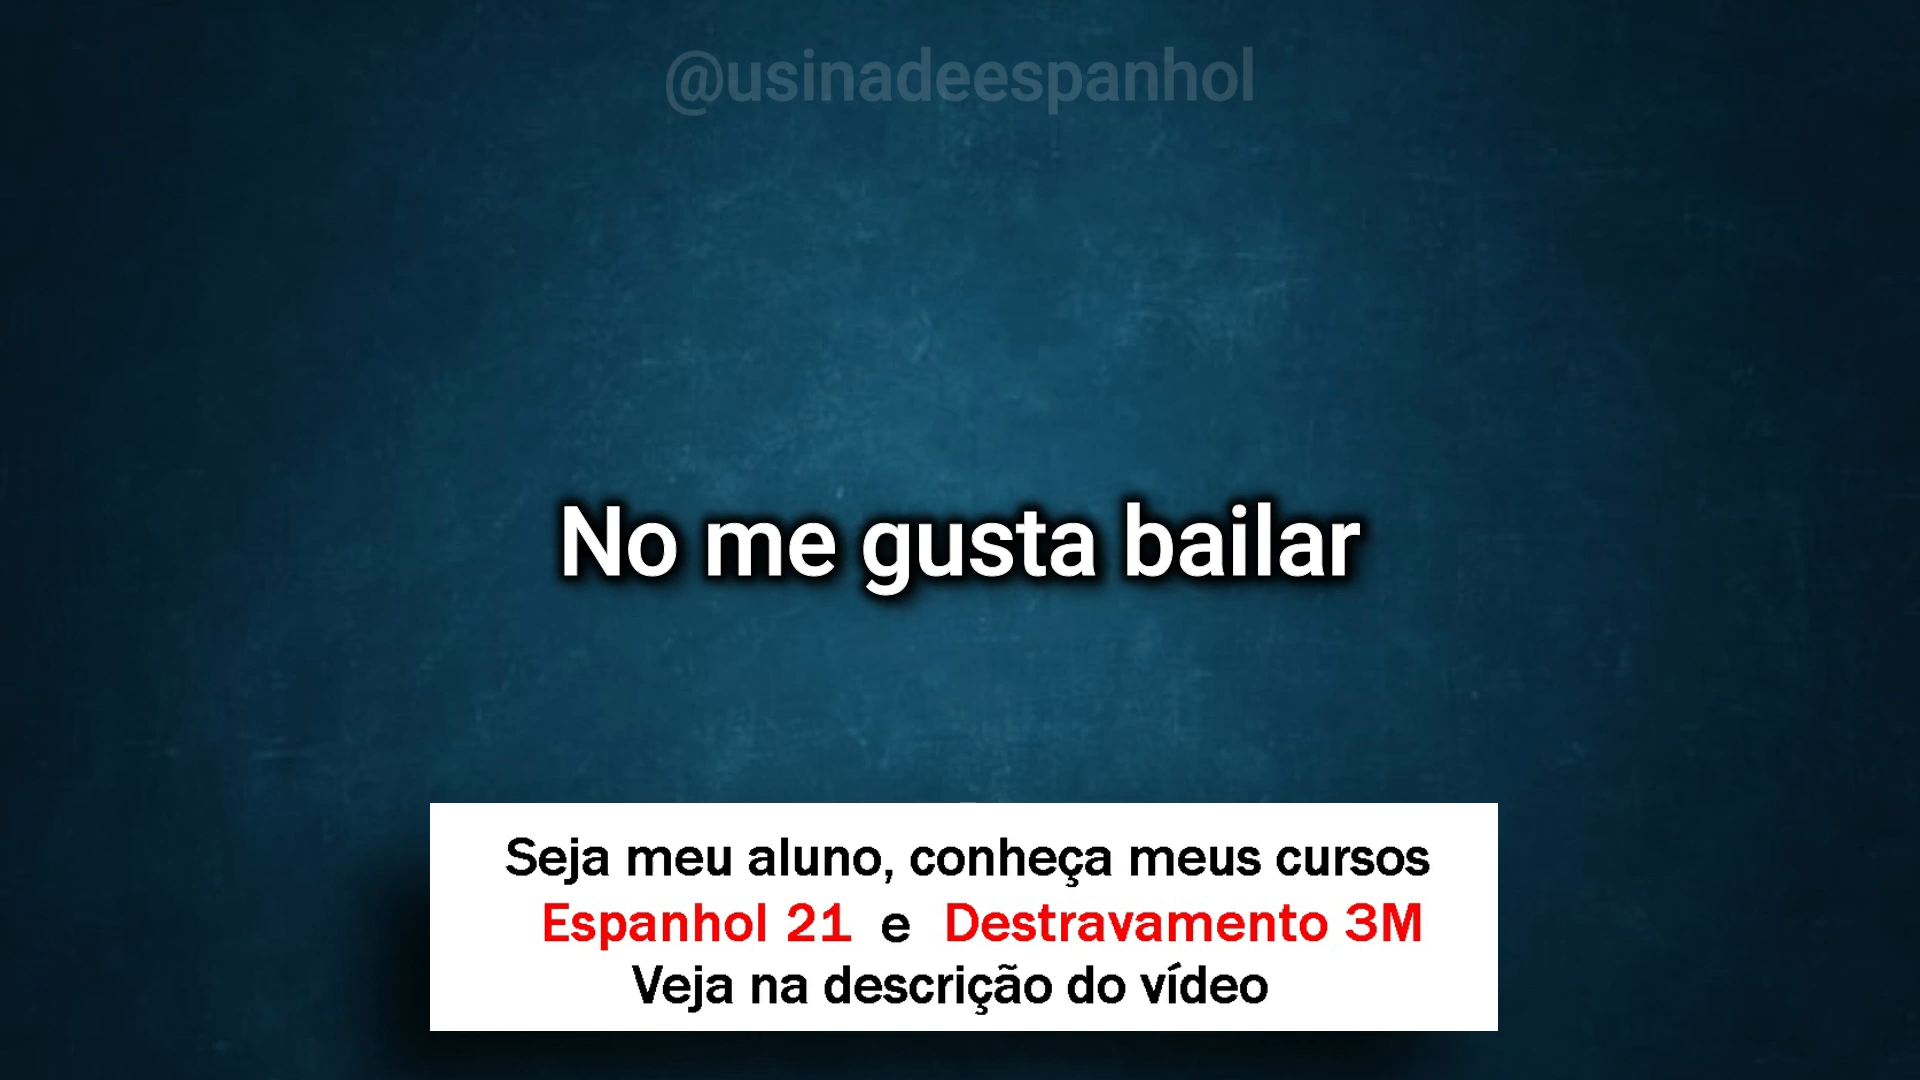 @usinadeespanhol
No me gusta bailar
Seja meu aluno, conheça meus cursos
Espanhol 21 e Destravamento 3M
Veja na descrição do vídeo